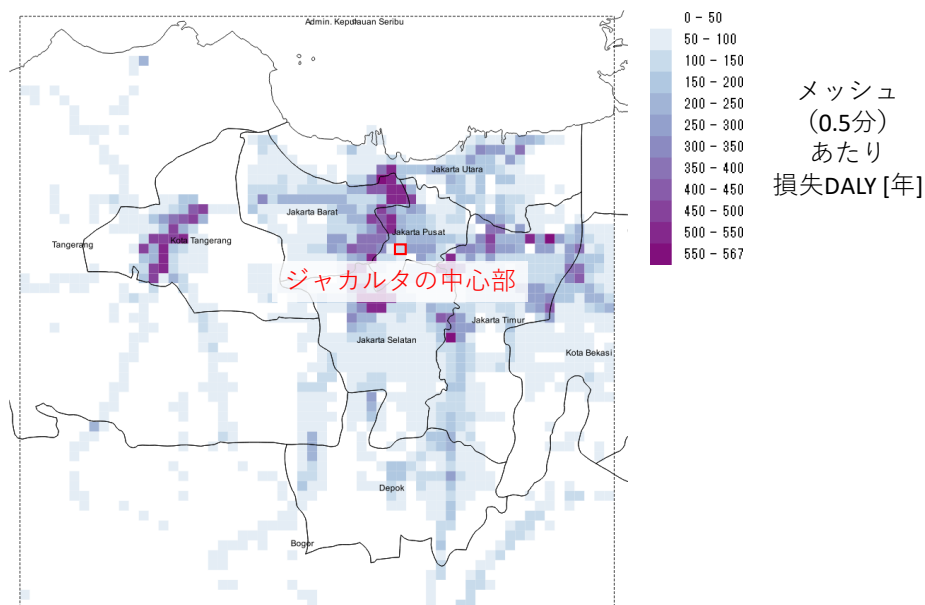 Admin. Kepulauan Seribu
Jakarta Utara
Jakarta Barat
Jakarta Pusat
Tangerang
Kota Tangerang
ジャカルタの中心部
Jakarta Timur
Jakarta Selatan
Kota Bekasi
Depok
Bogor
0 - 50
50 - 100
100 - 150
150 - 200
200 - 250
250 - 300
300 - 350
350 - 400
400 - 450
450 - 500
500 - 550
550 - 567
メッシュ
（0.5分）
あたり
損失DALY [年]